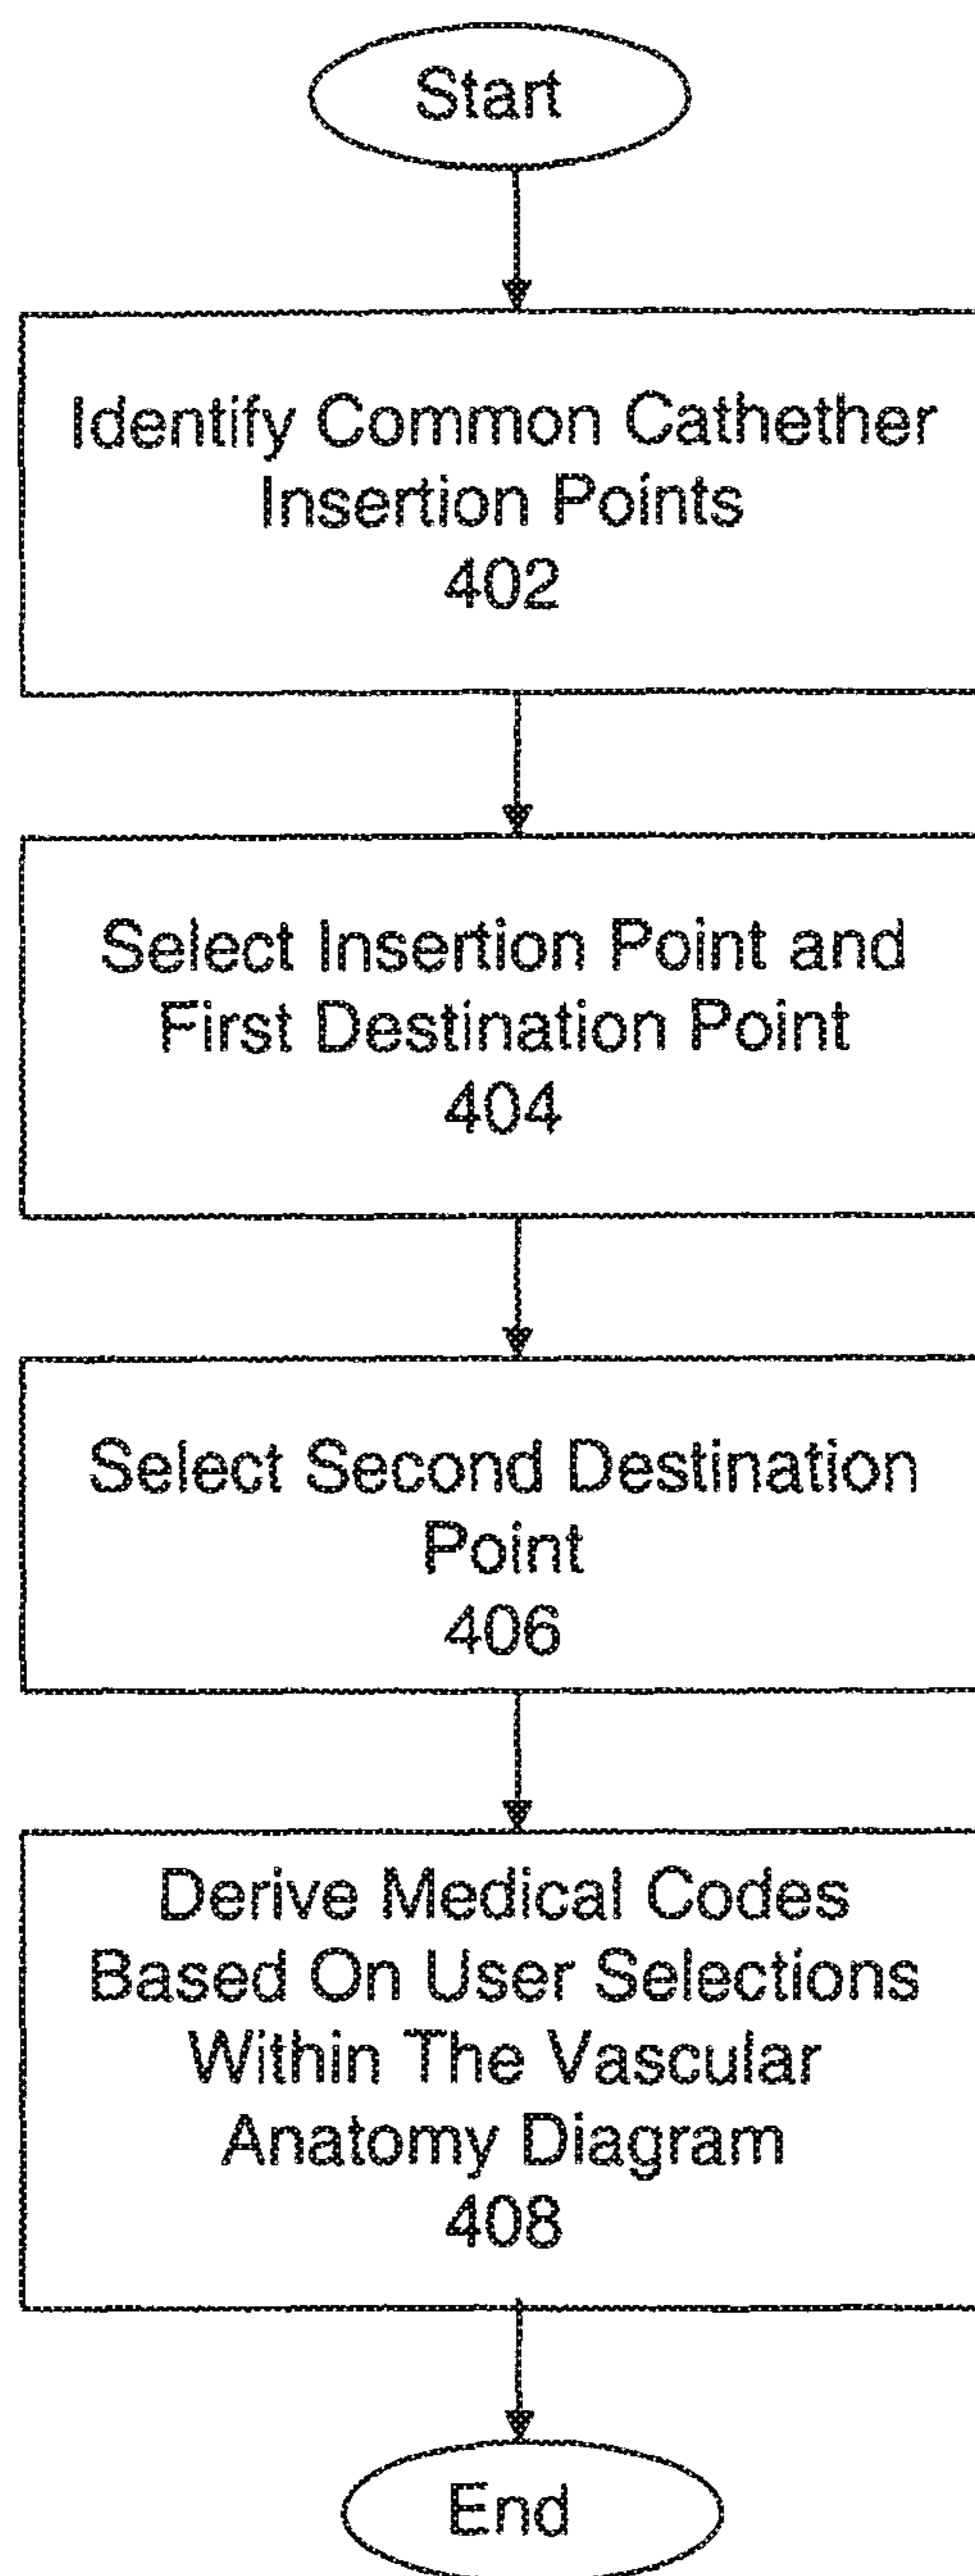 Start
Identify Common Cathether
Insertion Points
402
Select Insertion Point and
First Destination Point
404
Select Second Destination
Point
406
Derive Medical Codes
Based On User Selections
Within The Vascular
Anatomy Diagram
408
End